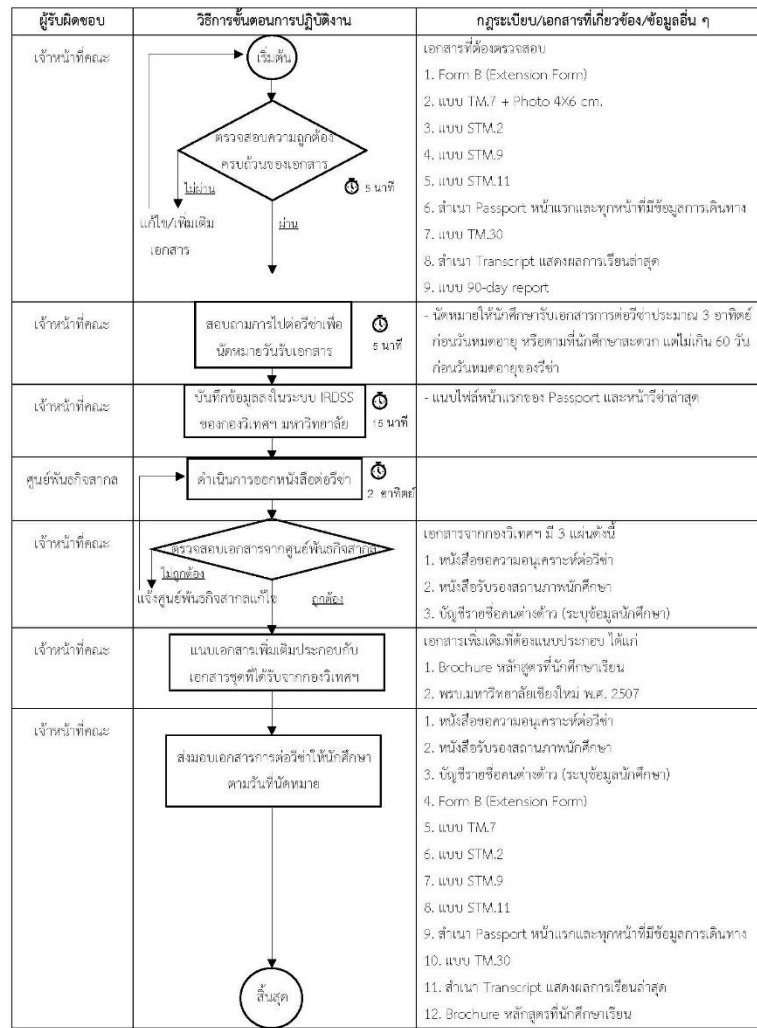 ผู้รับผิดชอบ
วิธีการขั้นตอนการปฏิบัติงาน
กฎระเบียบ/เอกสารที่เกี่ยวข้อง/ข้อมูลอื่น ๆ
เจ้าหน้าที่คณะ
เริ่มต้น
ตรวจสอบความถูกต้อง
ครบถ้วนของเอกสาร
5 นาที
ไม่ผ่าน
แก้ไข/เพิ่มเติม
เอกสาร
ผ่าน
เอกสารที่ต้องตรวจสอบ
1. Form B (Extension Form)
2. แบบ TM.7 + Photo 4X6 cm.
3. แบบ STM.2
4. แบบ STM.9
5. แบบ STM.11
6. สำเนา Passport หน้าแรกและทุกหน้าที่มีข้อมูลการเดินทาง
7. แบบ TM.30
8. สำเนา Transcript แสดงผลการเรียนล่าสุด
9. แบบ 90-day report
เจ้าหน้าที่คณะ
สอบถามการไปต่อวีซ่าเพื่อ
นัดหมายวันรับเอกสาร
5 นาที
- นัดหมายให้นักศึกษารับเอกสารการต่อวีซ่าประมาณ 3 อาทิตย์
ก่อนวันหมดอายุ หรือตามที่นักศึกษาสะดวก แต่ไม่เกิน 60 วัน
ก่อนวันหมดอายุของวีซ่า
เจ้าหน้าที่คณะ
บันทึกข้อมูลลงในระบบ IRDSS
ของกองวิเทศฯ มหาวิทยาลัย
15 นาที
- แนบไฟล์หน้าแรกของ Passport และหน้าวีซ่าล่าสุด
ศูนย์พันธกิจสากล
ดำเนินการออกหนังสือต่อวีซ่า
2 อาทิตย์
เจ้าหน้าที่คณะ
ตรวจสอบเอกสารจากศูนย์พันธกิจสากล
ไม่ถูกต้อง
แจ้งศูนย์พันธกิจสากลแก้ไข
ถูกต้อง
เอกสารจากกองวิเทศฯ มี 3 แผ่นดังนี้
1. หนังสือขอความอนุเคราะห์ต่อวีซ่า
2. หนังสือรับรองสถานภาพนักศึกษา
3. บัญชีรายชื่อคนต่างด้าว (ระบุข้อมูลนักศึกษา)
เจ้าหน้าที่คณะ
แนบเอกสารเพิ่มเติมประกอบกับ
เอกสารชุดที่ได้รับจากกองวิเทศฯ
เอกสารเพิ่มเติมที่ต้องแนบประกอบ ได้แก่
1. Brochure หลักสูตรที่นักศึกษาเรียน
2. พรบ.มหาวิทยาลัยเชียงใหม่ พ.ศ. 2507
เจ้าหน้าที่คณะ
ส่งมอบเอกสารการต่อวีซ่าให้นักศึกษา
ตามวันที่นัดหมาย
สิ้นสุด
1. หนังสือขอความอนุเคราะห์ต่อวีซ่า
2. หนังสือรับรองสถานภาพนักศึกษา
3. บัญชีรายชื่อคนต่างด้าว (ระบุข้อมูลนักศึกษา)
4. Form B (Extension Form)
5. แบบ TM.7
6. แบบ STM.2
7. แบบ STM.9
8. แบบ STM.11
9. สำเนา Passport หน้าแรกและทุกหน้าที่มีข้อมูลการเดินทาง
10. แบบ TM.30
11. สำเนา Transcript แสดงผลการเรียนล่าสุด
12. Brochure หลักสูตรที่นักศึกษาเรียน